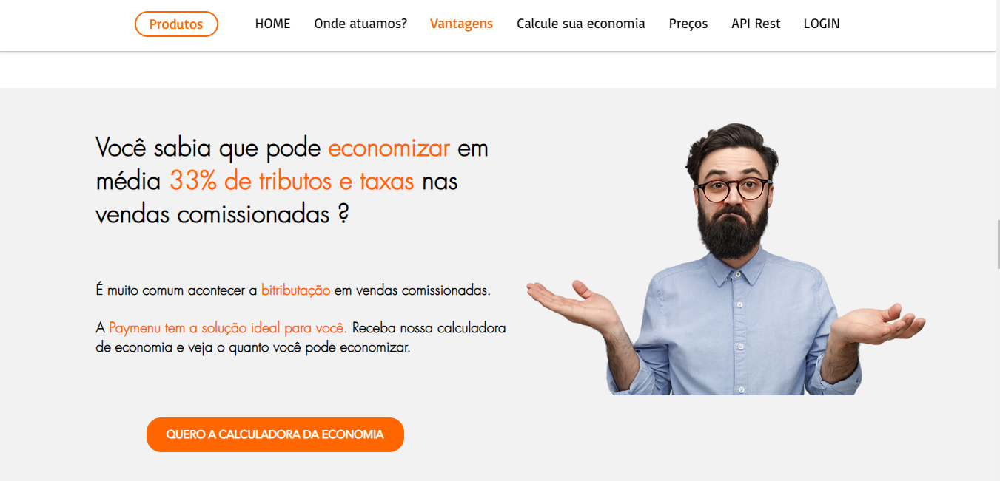 Produtos HOME Onde atuamos? Vantagens Calcule sua economia Preços API Rest LOGIN
Você sabia que pode economizar em
média 33% de tributos e taxas nas
vendas comissionadas ?
É muito comum acontecer a bitributação em vendas comissionadas.
A Paymenu tem a solução ideal para você. Receba nossa calculadora
de economia e veja o quanto você pode economizar.
QUERO A CALCULADORA DA ECONOMIA